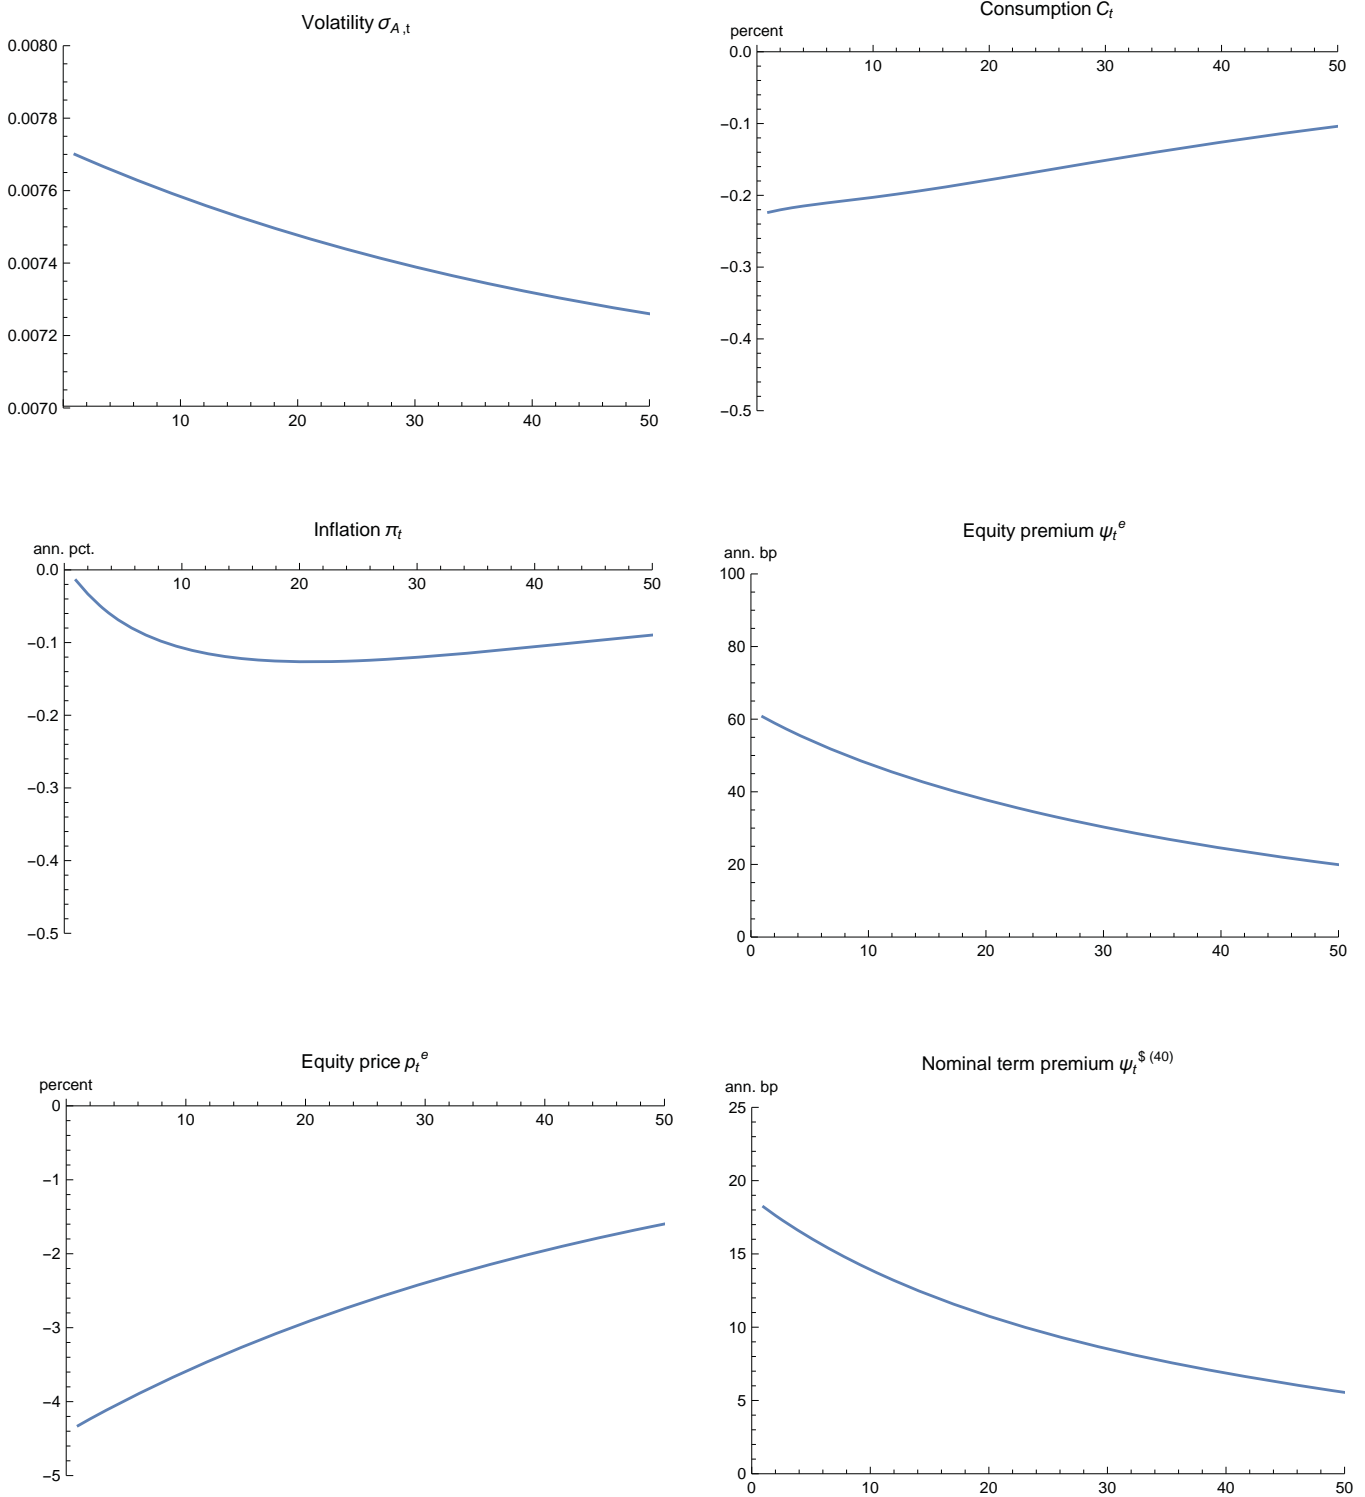 Volatility σA,t
0.0080
0.0078
0.0076
0.0074
0.0072
0.0070
10 20 30 40 50
Consumption Ct
percent
0.0
10 20 30 40 50
−0.1
−0.2
−0.3
−0.4
−0.5
Inflation πt
ann. pct.
0.0
10 20 30 40 50
−0.1
−0.2
−0.3
−0.4
−0.5
Equity premium ψt^e
ann. bp
100
80
60
40
20
0
0 10 20 30 40 50
Equity price pt^e
percent
0
10 20 30 40 50
−1
−2
−3
−4
−5
Nominal term premium ψt^$ (40)
ann. bp
25
20
15
10
5
0
0 10 20 30 40 50